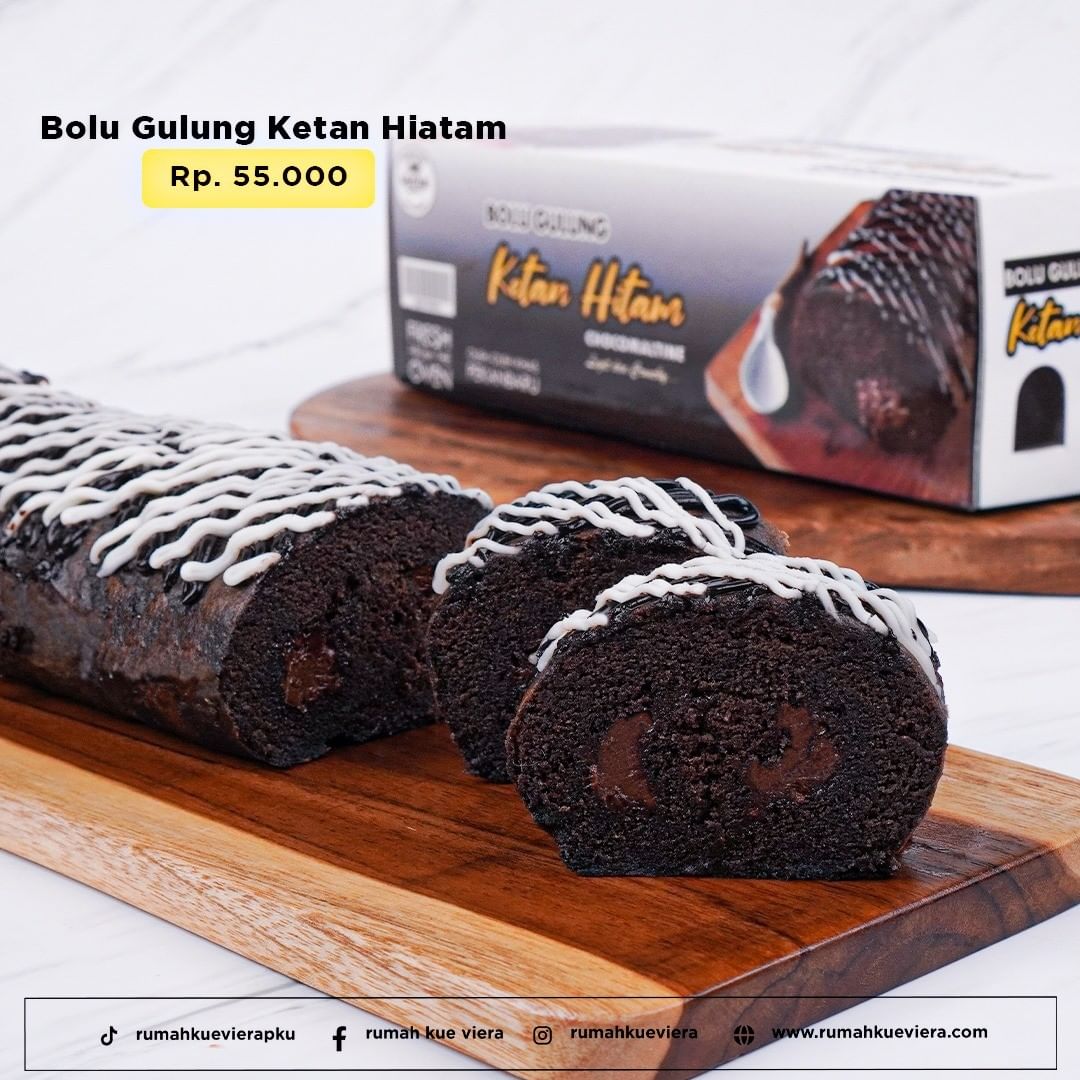 Bolu Gulung Ketan Hiatam
Rp. 55.000
BOLU GULUNG
Ketan Hitam
CHOCOMALTINE
FRESH
OVEN
PEKANBARU
BOLU GULU
Ketan
rumahkuevierapku
rumah kue viera
rumahkueviera
www.rumahkueviera.com